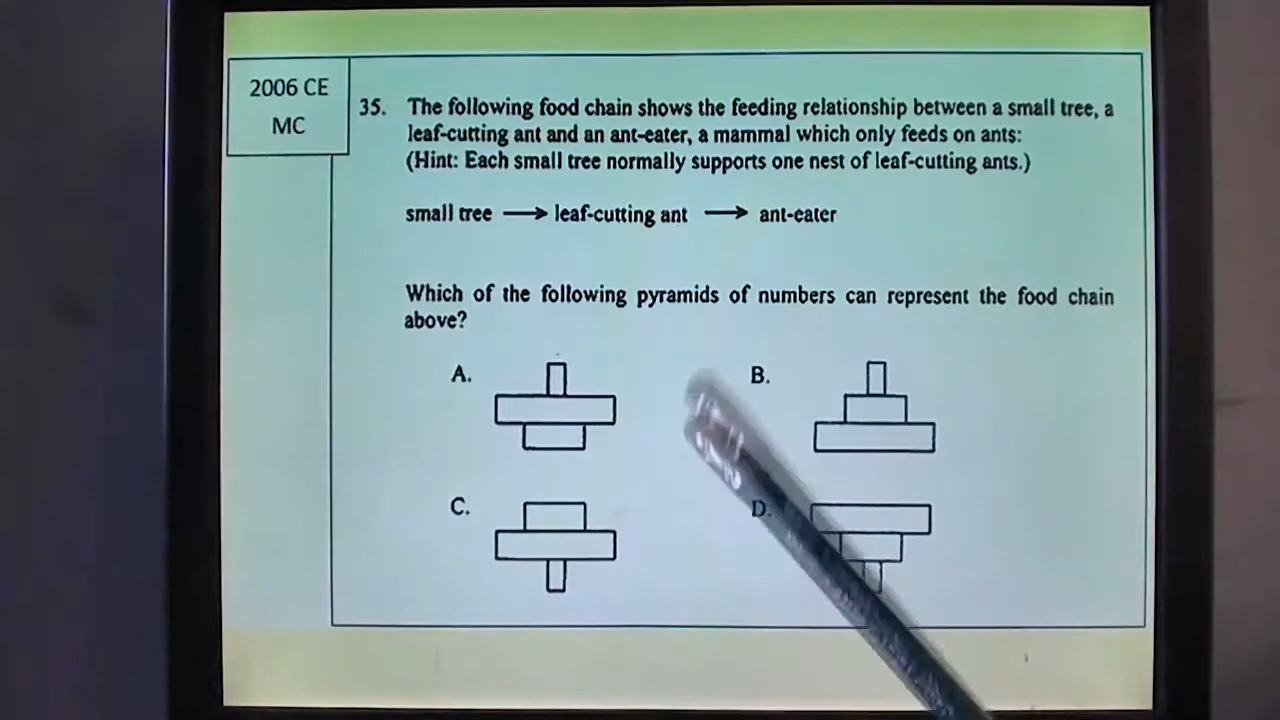 2006 CE
MC
35. The following food chain shows the feeding relationship between a small tree, a
leaf-cutting ant and an ant-eater, a mammal which only feeds on ants:
(Hint: Each small tree normally supports one nest of leaf-cutting ants.)
small tree → leaf-cutting ant → ant-eater
Which of the following pyramids of numbers can represent the food chain
above?
A.
B.
C.
D.